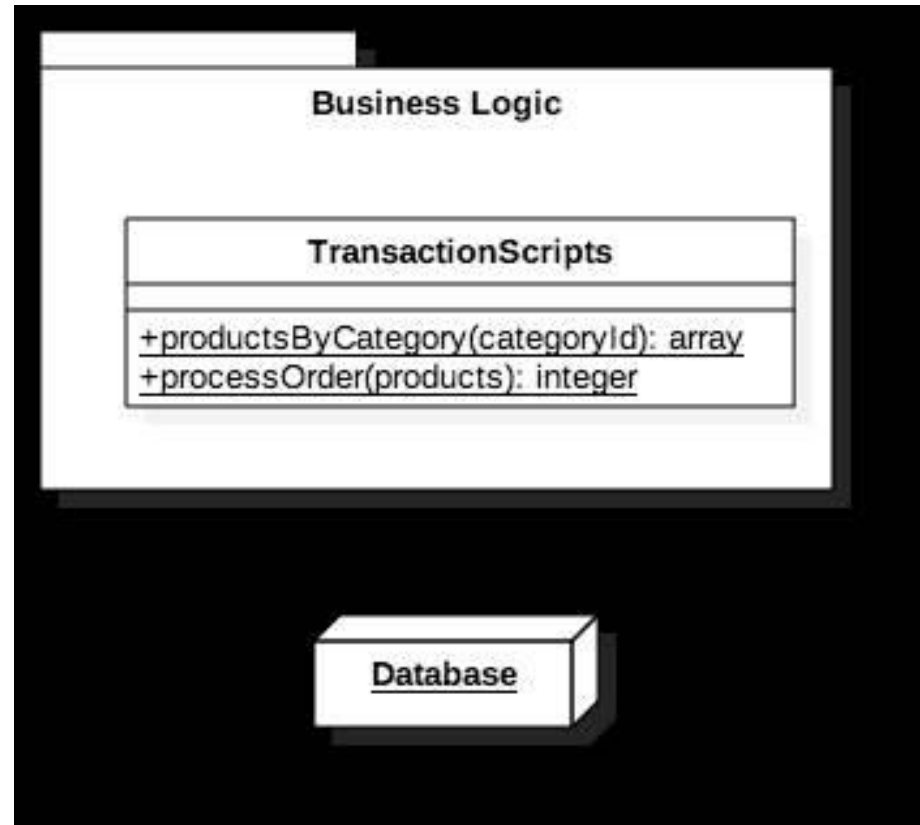 Business Logic
TransactionScripts
+productsByCategory(categoryId): array
+processOrder(products): integer
Database